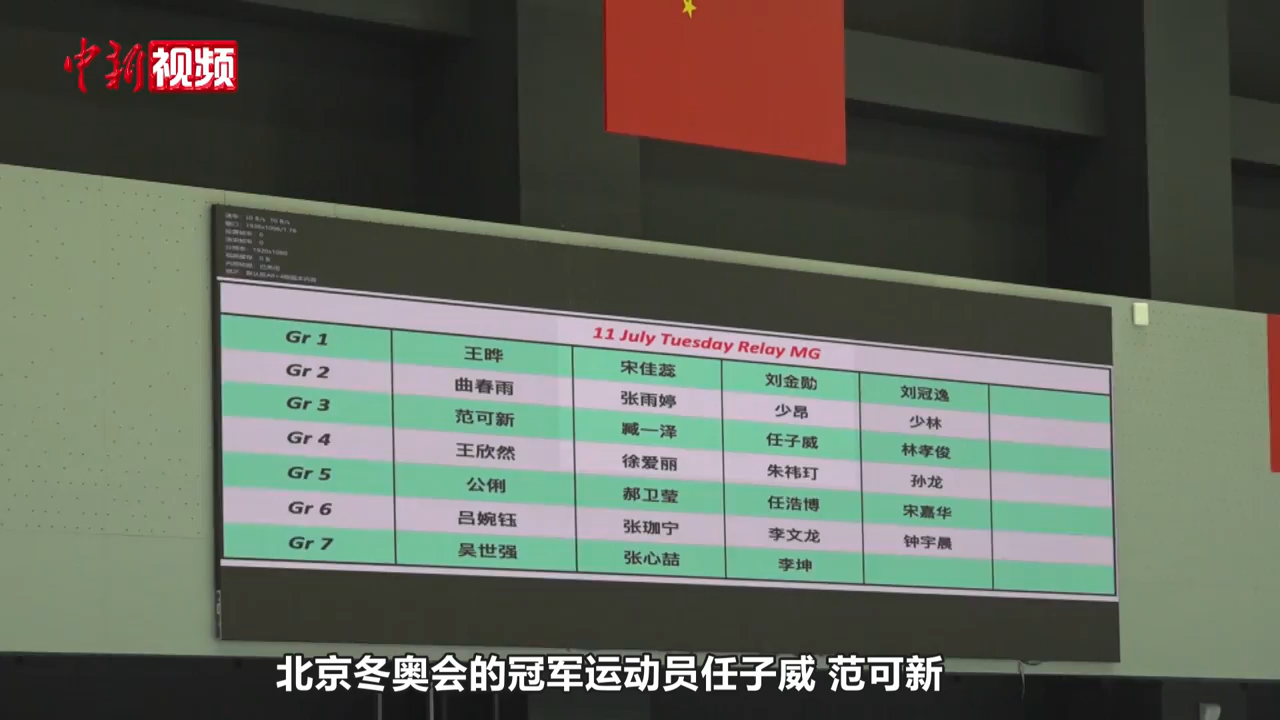 中新视频
11 July Tuesday Relay MG
Gr 1 王晔 宋佳蕊 刘金勋 刘冠逸
Gr 2 曲春雨 张雨婷 少昂 少林
Gr 3 范可新 臧一泽 任子威 林孝俊
Gr 4 王欣然 徐爱丽 朱祎玎 孙龙
Gr 5 公俐 郝卫莹 任浩博 宋嘉华
Gr 6 吕婉钰 张珈宁 李文龙 钟宇晨
Gr 7 吴世强 张心喆 李坤
北京冬奥会的冠军运动员任子威 范可新